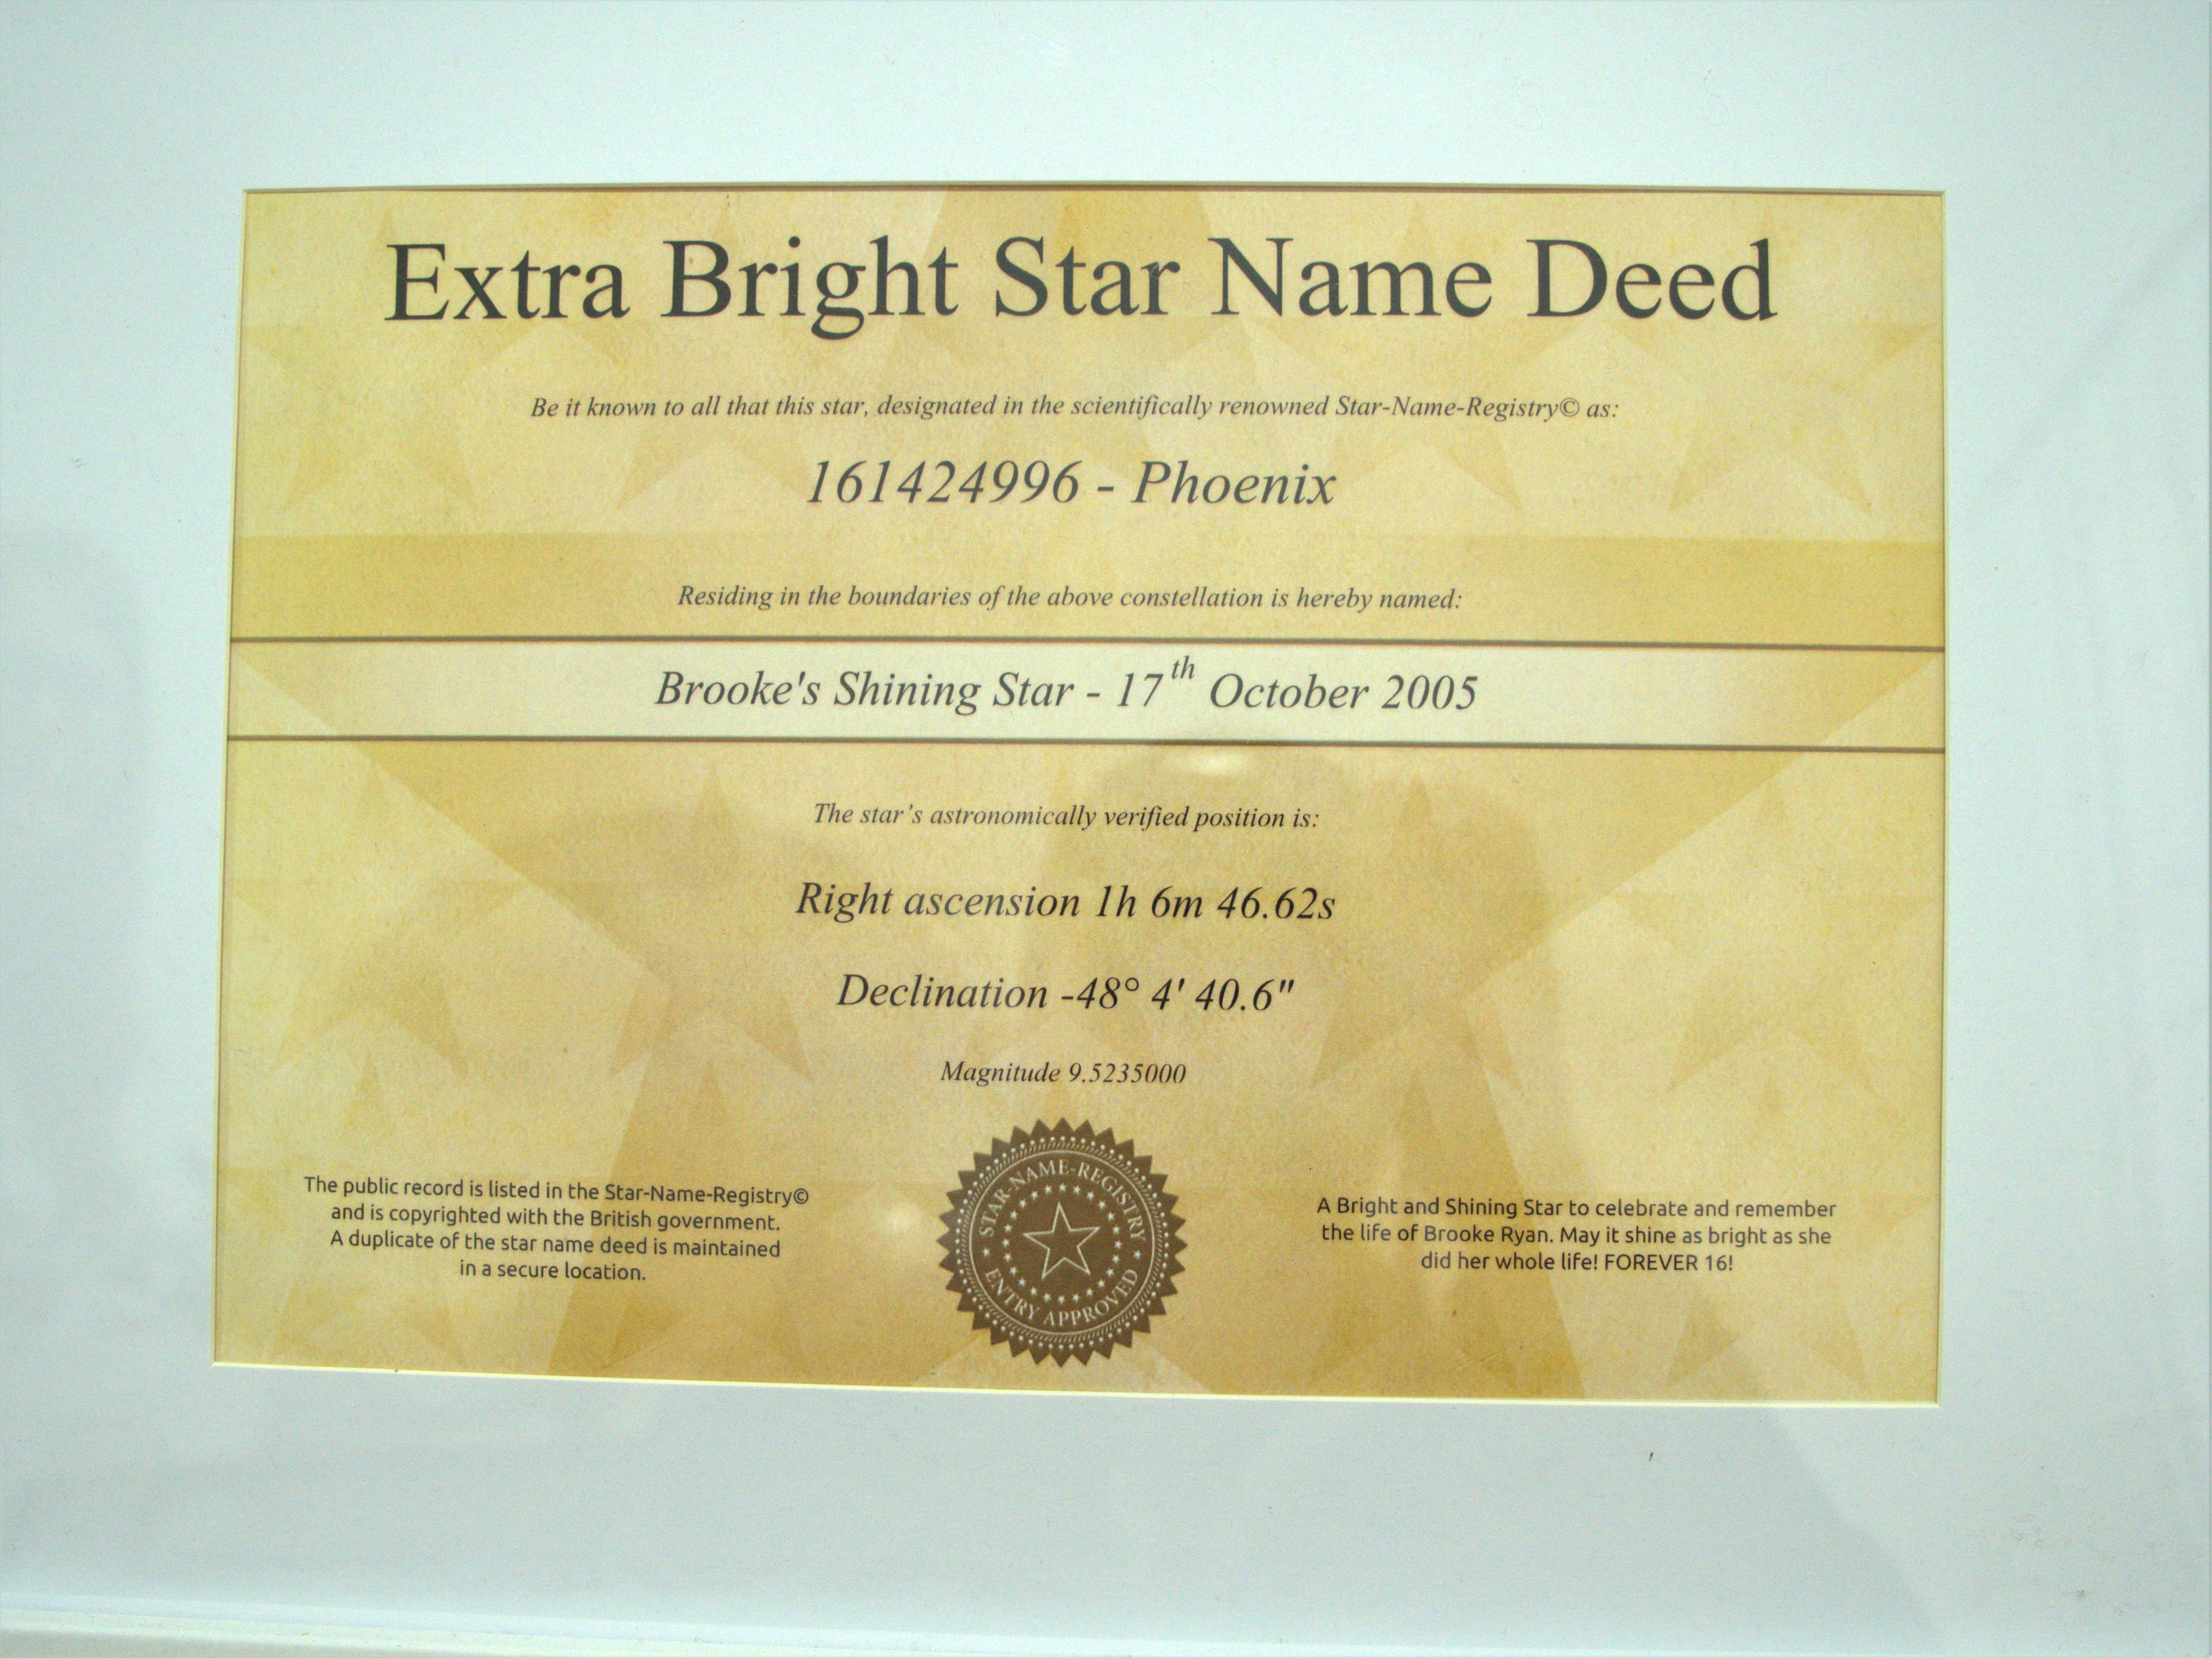 Extra Bright Star Name Deed
Be it known to all that this star, designated in the scientifically renowned Star-Name-Registry© as:
161424996 - Phoenix
Residing in the boundaries of the above constellation is hereby named:
Brooke's Shining Star - 17th October 2005
The star's astronomically verified position is:
Right ascension 1h 6m 46.62s
Declination -48° 4' 40.6"
Magnitude 9.5235000
The public record is listed in the Star-Name-Registry©
and is copyrighted with the British government.
A duplicate of the star name deed is maintained
in a secure location.
STAR-NAME-REGISTRY
ENTRY APPROVED
A Bright and Shining Star to celebrate and remember
the life of Brooke Ryan. May it shine as bright as she
did her whole life! FOREVER 16!